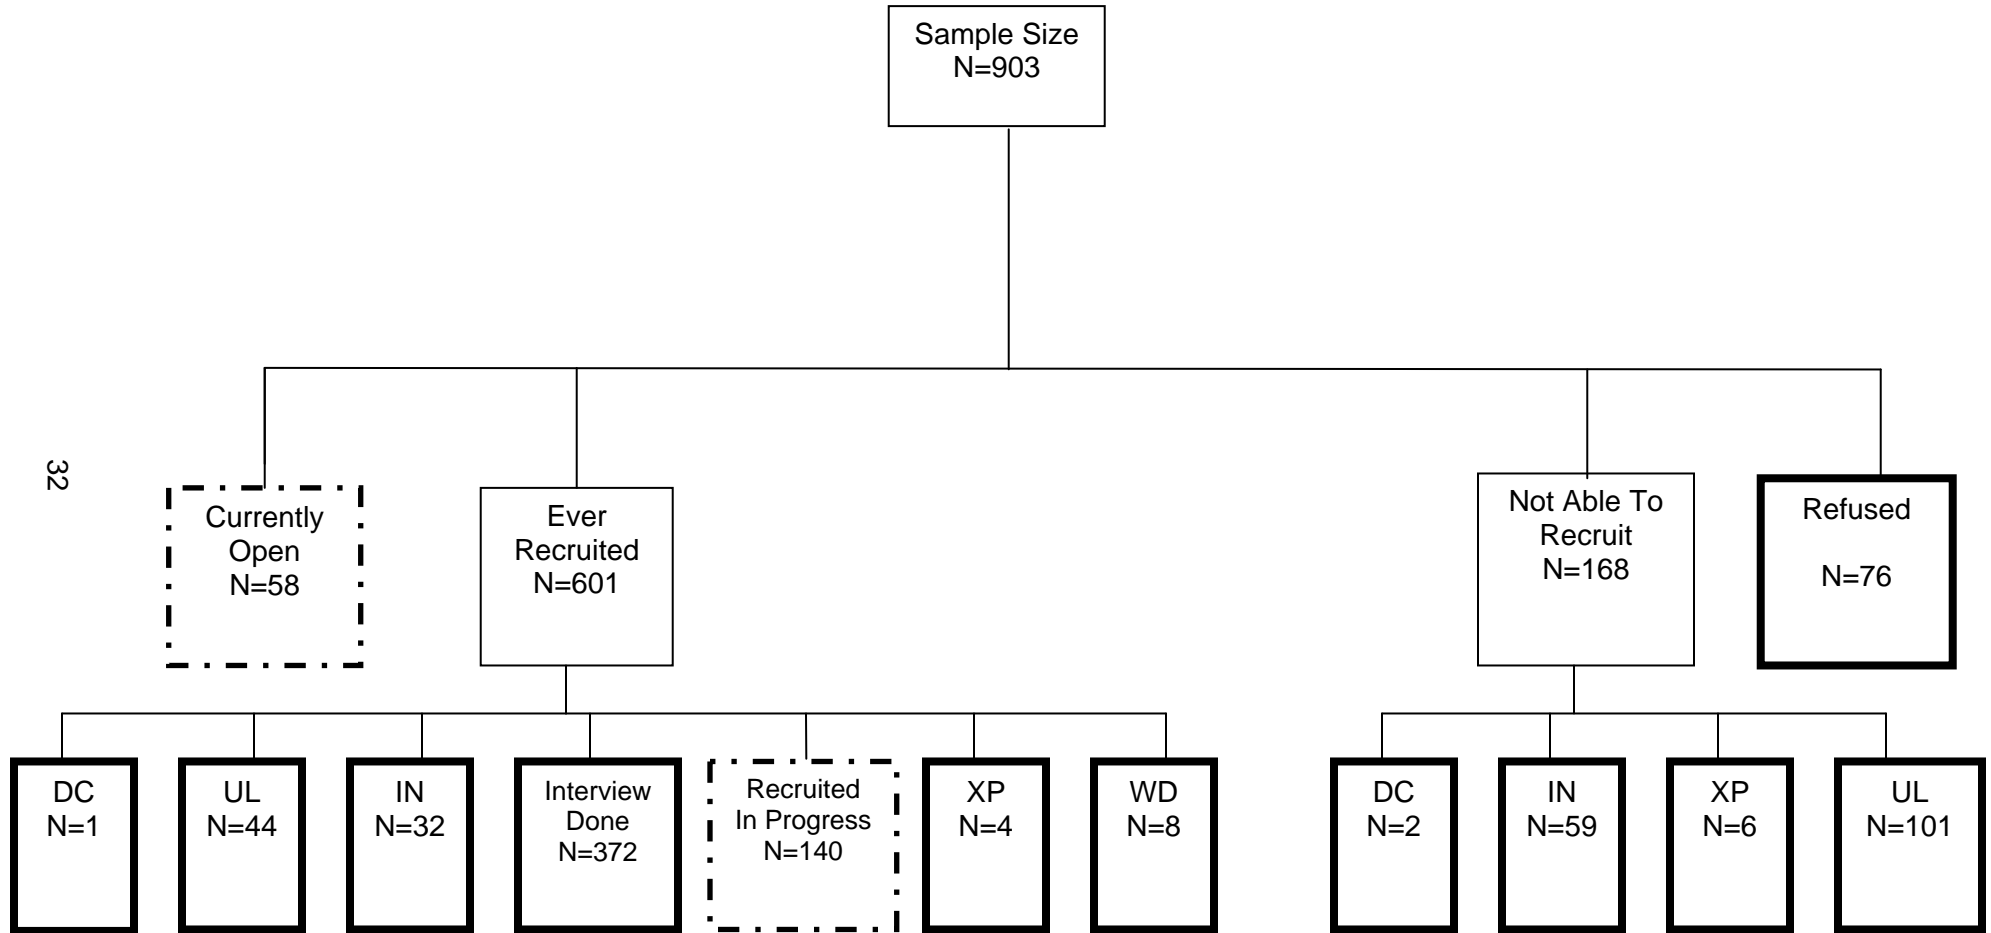 Sample Size
N=903
32
Currently
Open
N=58
Ever
Recruited
N=601
Not Able To
Recruit
N=168
Refused
N=76
DC
N=1
UL
N=44
IN
N=32
Interview
Done
N=372
Recruited
In Progress
N=140
XP
N=4
WD
N=8
DC
N=2
IN
N=59
XP
N=6
UL
N=101